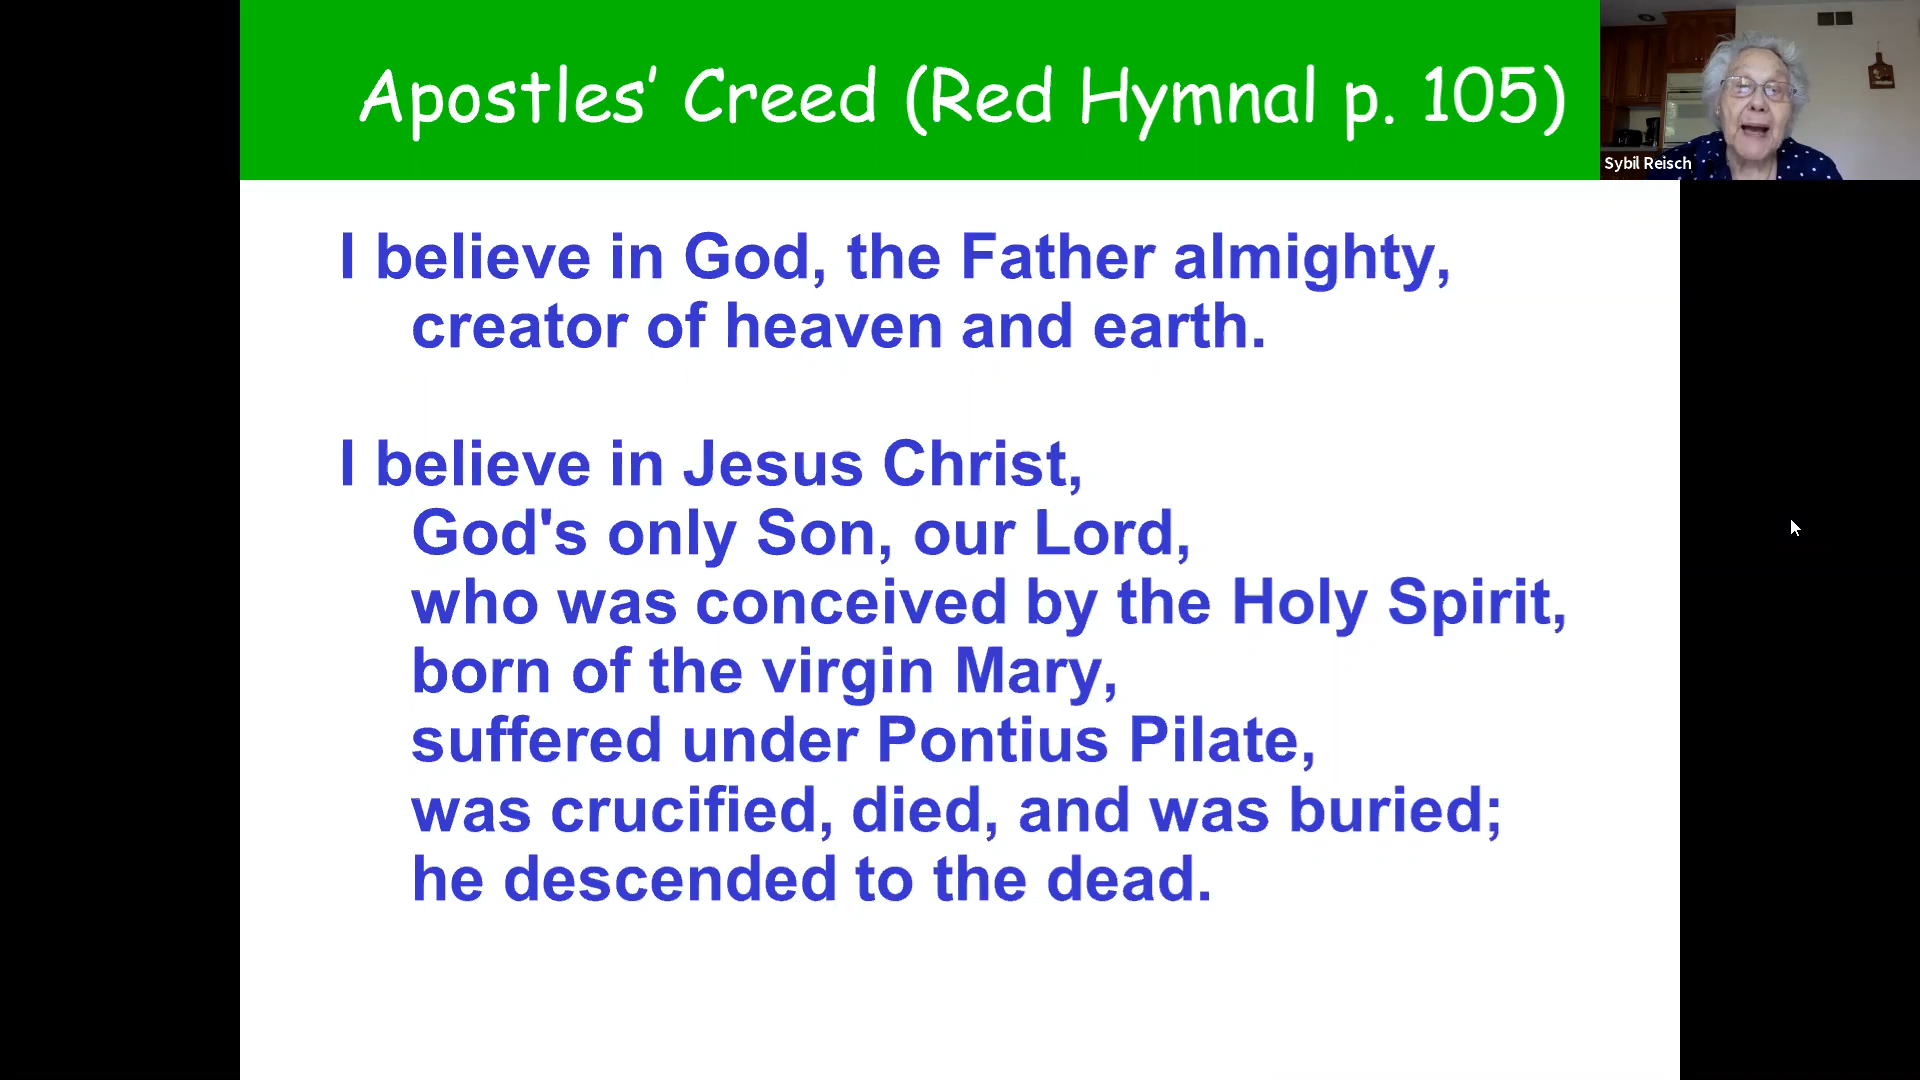 Apostles’ Creed (Red Hymnal p. 105)
Sybil Reisch
I believe in God, the Father almighty,
creator of heaven and earth.
I believe in Jesus Christ,
God's only Son, our Lord,
who was conceived by the Holy Spirit,
born of the virgin Mary,
suffered under Pontius Pilate,
was crucified, died, and was buried;
he descended to the dead.